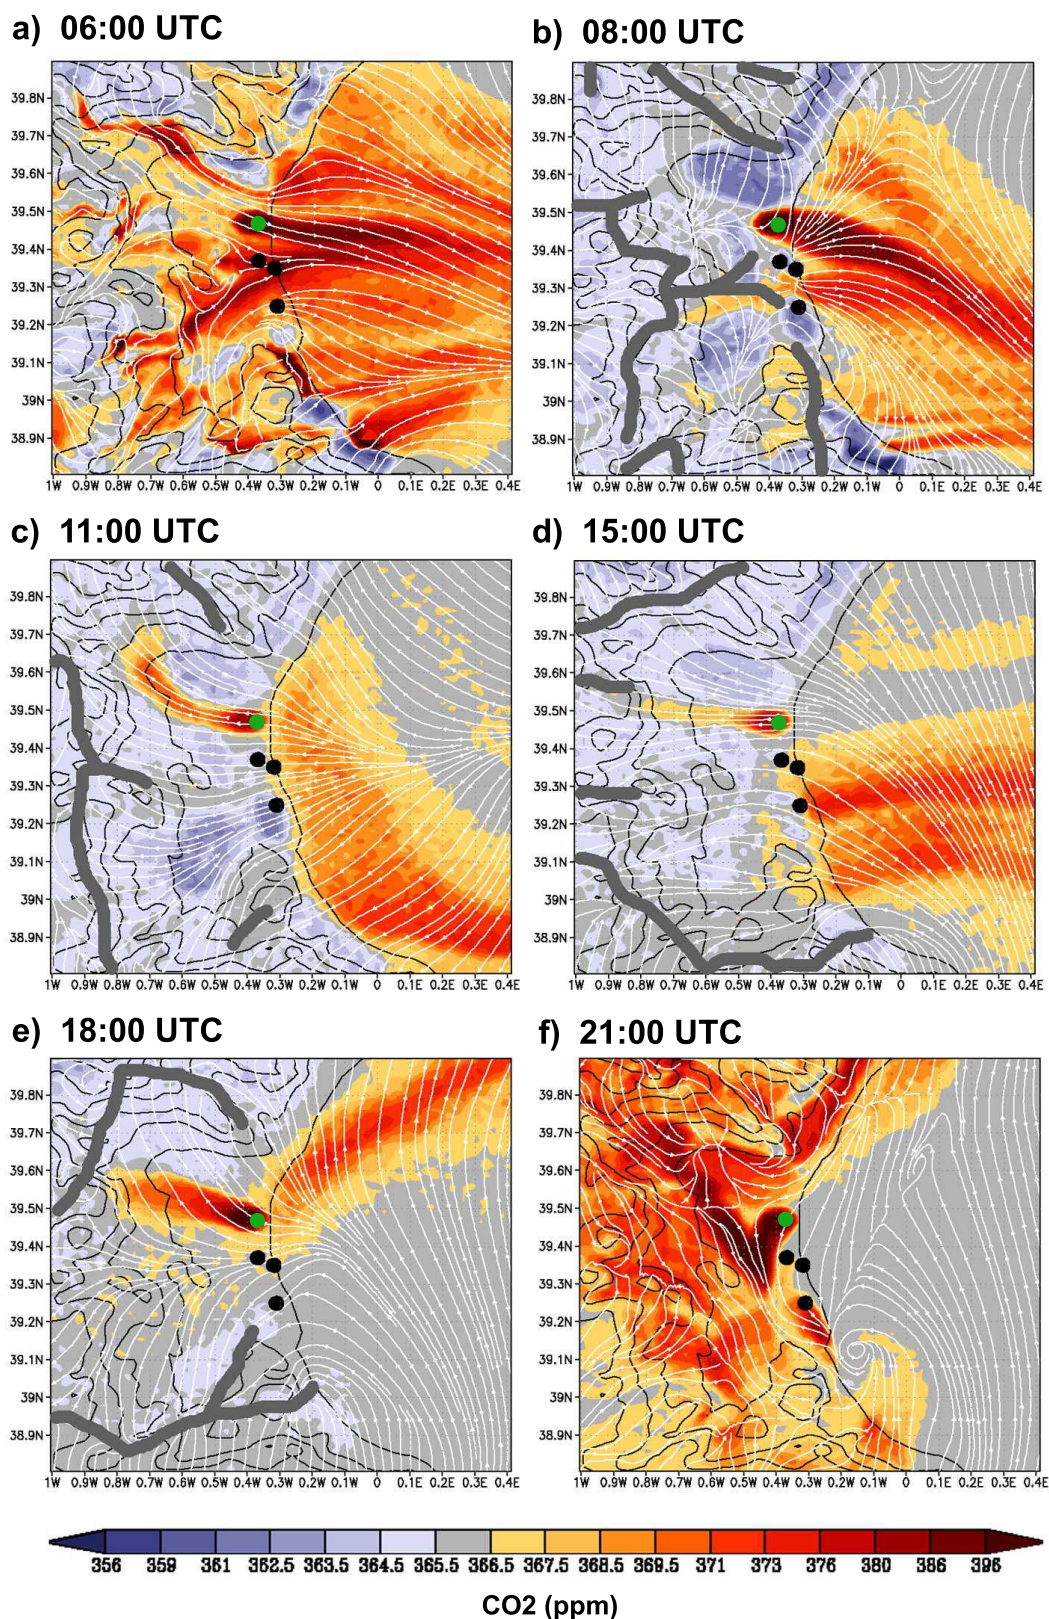 a) 06:00 UTC
39.8N
39.7N
39.6N
39.5N
39.4N
39.3N
39.2N
39.1N
39N
38.9N
1W 0.9W 0.8W 0.7W 0.6W 0.5W 0.4W 0.3W 0.2W 0.1W 0 0.1E 0.2E 0.3E 0.4E
b) 08:00 UTC
39.8N
39.7N
39.6N
39.5N
39.4N
39.3N
39.2N
39.1N
39N
38.9N
1W 0.9W 0.8W 0.7W 0.6W 0.5W 0.4W 0.3W 0.2W 0.1W 0 0.1E 0.2E 0.3E 0.4E
c) 11:00 UTC
39.8N
39.7N
39.6N
39.5N
39.4N
39.3N
39.2N
39.1N
39N
38.9N
1W 0.9W 0.8W 0.7W 0.6W 0.5W 0.4W 0.3W 0.2W 0.1W 0 0.1E 0.2E 0.3E 0.4E
d) 15:00 UTC
39.8N
39.7N
39.6N
39.5N
39.4N
39.3N
39.2N
39.1N
39N
38.9N
1W 0.9W 0.8W 0.7W 0.6W 0.5W 0.4W 0.3W 0.2W 0.1W 0 0.1E 0.2E 0.3E 0.4E
e) 18:00 UTC
39.8N
39.7N
39.6N
39.5N
39.4N
39.3N
39.2N
39.1N
39N
38.9N
1W 0.9W 0.8W 0.7W 0.6W 0.5W 0.4W 0.3W 0.2W 0.1W 0 0.1E 0.2E 0.3E 0.4E
f) 21:00 UTC
39.8N
39.7N
39.6N
39.5N
39.4N
39.3N
39.2N
39.1N
39N
38.9N
1W 0.9W 0.8W 0.7W 0.6W 0.5W 0.4W 0.3W 0.2W 0.1W 0 0.1E 0.2E 0.3E 0.4E
356 359 361 362.5 363.5 364.5 365.5 366.5 367.5 368.5 369.5 371 373 376 380 386 396
CO2 (ppm)